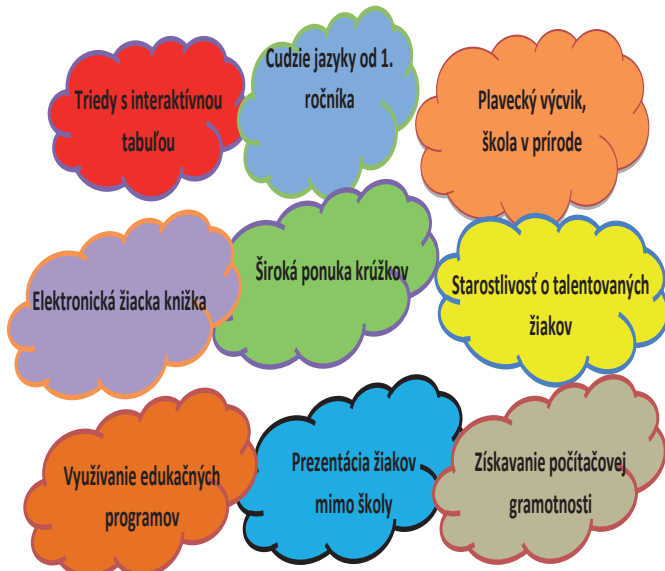 Triedy s interaktívnou
tabuľou
Cudzie jazyky od 1.
ročníka
Plavecký výcvik,
škola v prírode
Elektronická žiacka knižka
Široká ponuka krúžkov
Starostlivosť o talentovaných
žiakov
Využívanie edukačných
programov
Prezentácia žiakov
mimo školy
Získavanie počítačovej
gramotnosti